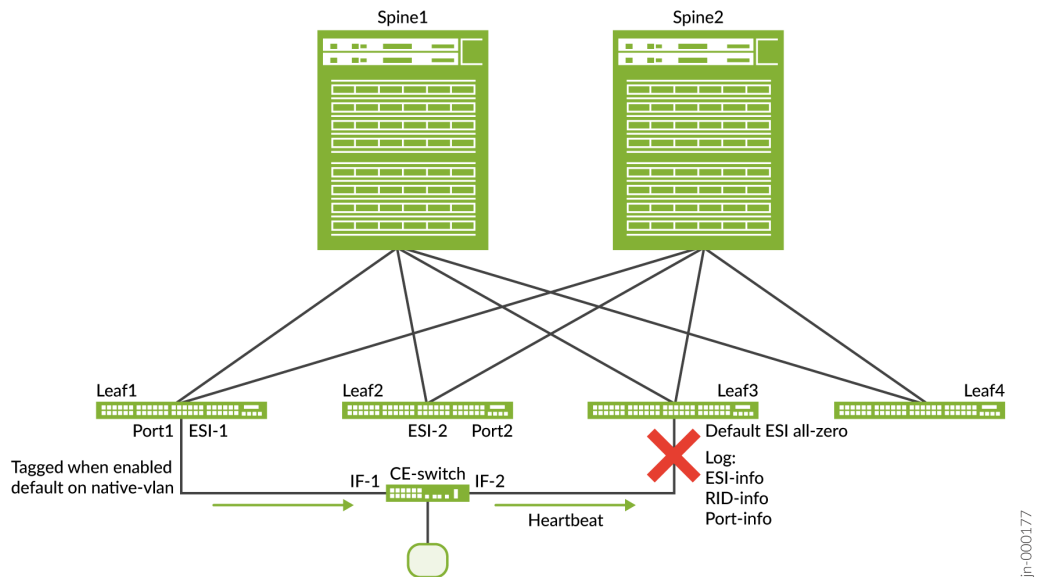 Spine1
Spine2
Leaf1
Leaf2
Leaf3
Leaf4
Port1
ESI-1
ESI-2
Port2
Default ESI all-zero
Log:
ESI-info
RID-info
Port-info
Tagged when enabled
default on native-vlan
IF-1
CE-switch
IF-2
Heartbeat
jn-000177